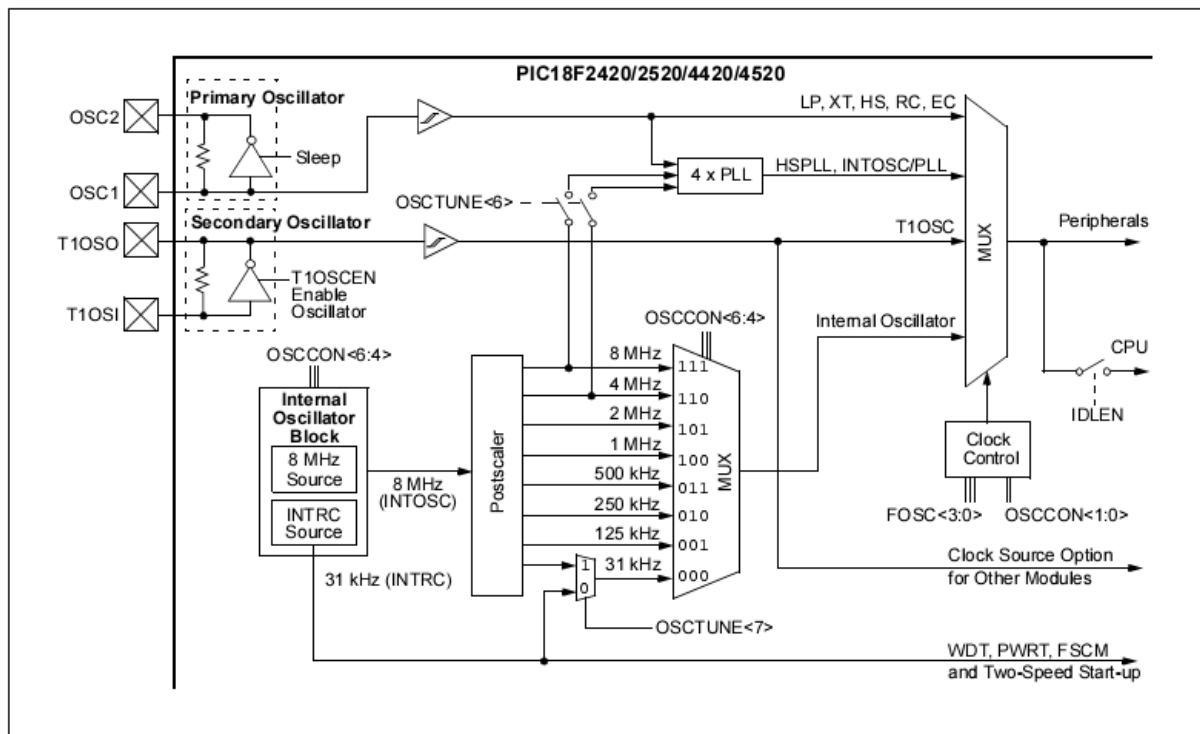 PIC18F2420/2520/4420/4520
Primary Oscillator
OSC2
Sleep
OSC1
LP, XT, HS, RC, EC
4 x PLL
HSPLL, INTOSC/PLL
OSCTUNE<6>
Secondary Oscillator
T1OSO
T1OSCEN
Enable
Oscillator
T1OSI
T1OSC
MUX
Peripherals
Internal Oscillator
CPU
IDLEN
Clock
Control
FOSC<3:0>
OSCCON<1:0>
OSCCON<6:4>
OSCCON<6:4>
Internal
Oscillator
Block
8 MHz
Source
INTRC
Source
8 MHz
(INTOSC)
31 kHz (INTRC)
Postscaler
8 MHz
111
4 MHz
110
2 MHz
101
1 MHz
100
500 kHz
011
250 kHz
010
125 kHz
001
31 kHz
000
MUX
1
0
OSCTUNE<7>
Clock Source Option
for Other Modules
WDT, PWRT, FSCM
and Two-Speed Start-up